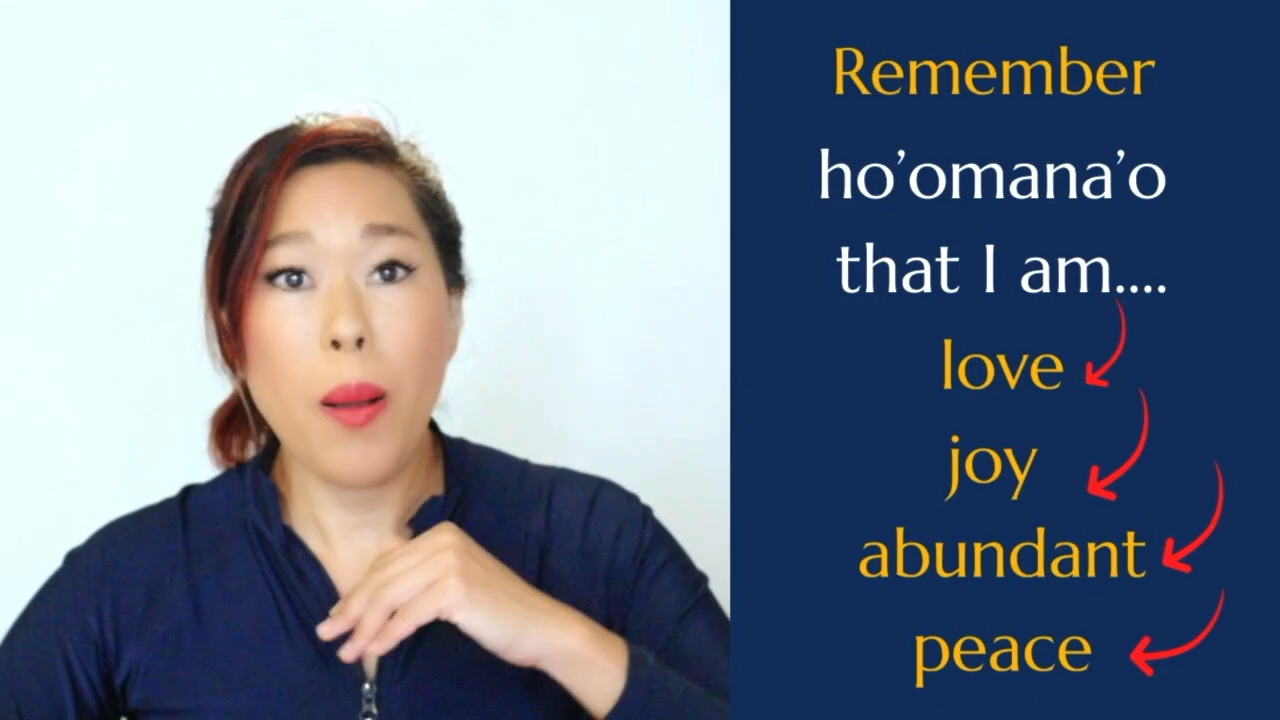 Remember
ho’omana’o
that I am....
love
joy
abundant
peace